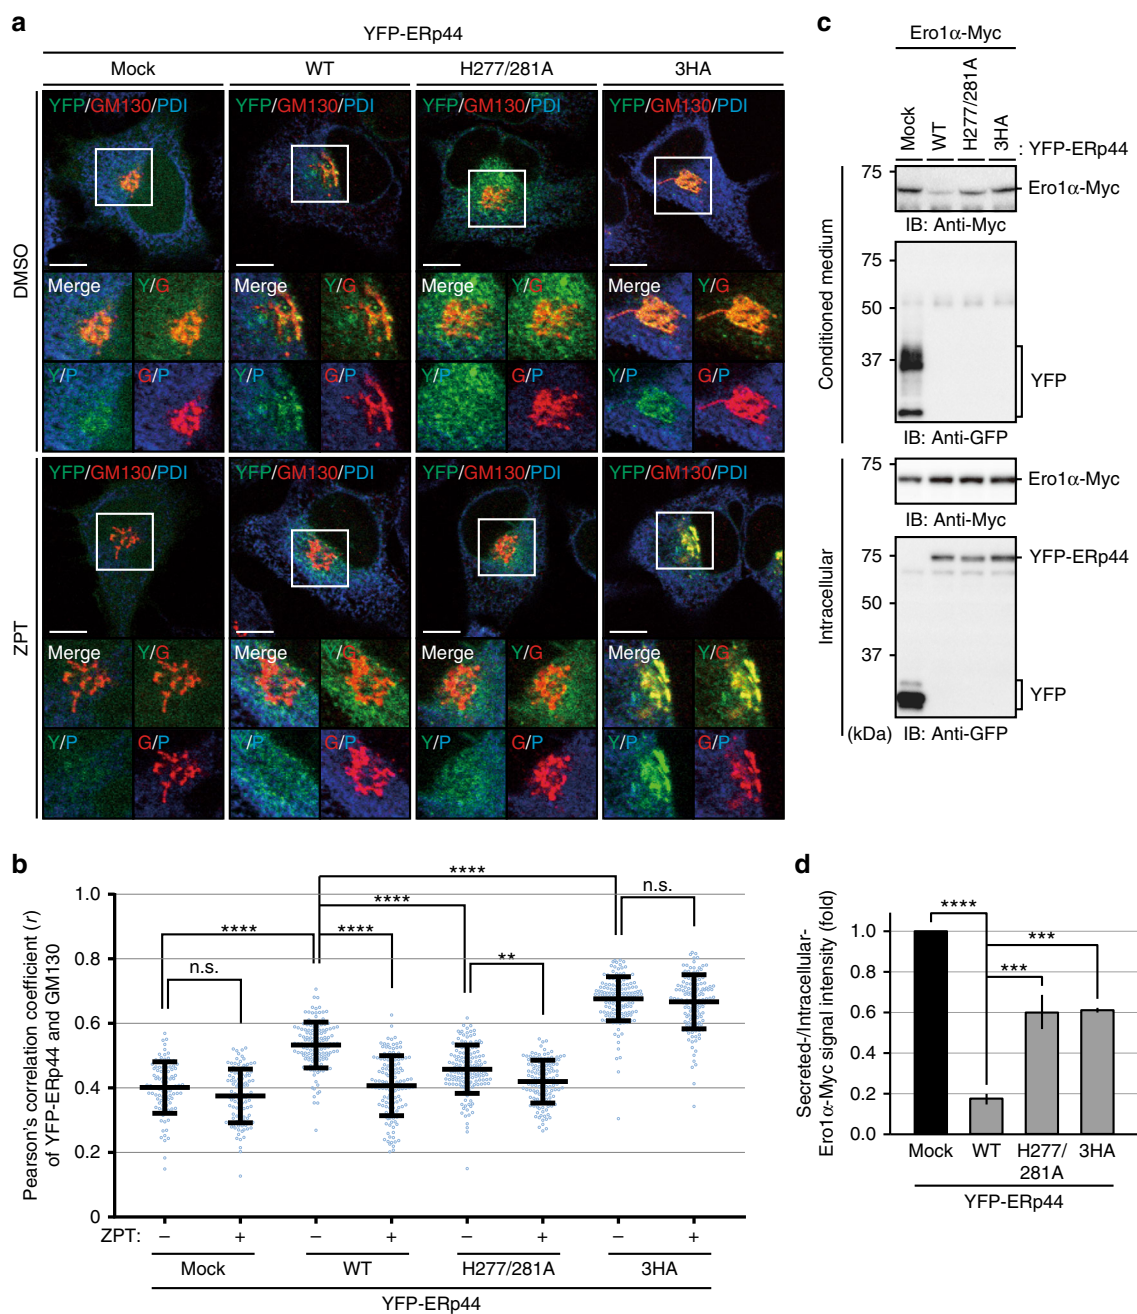 a
YFP-ERp44
Mock WT H277/281A 3HA
DMSO
YFP/GM130/PDI YFP/GM130/PDI YFP/GM130/PDI YFP/GM130/PDI
Merge Y/G Merge Y/G Merge Y/G Merge Y/G
Y/P G/P Y/P G/P Y/P G/P Y/P G/P
ZPT
YFP/GM130/PDI YFP/GM130/PDI YFP/GM130/PDI YFP/GM130/PDI
Merge Y/G Merge Y/G Merge Y/G Merge Y/G
Y/P G/P Y/P G/P Y/P G/P Y/P G/P
b
Pearson's correlation coefficient (r)
of YFP-ERp44 and GM130
1.0
0.8
0.6
0.4
0.2
0
n.s.
****
****
****
****
**
n.s.
ZPT: – + – + – + – +
Mock WT H277/281A 3HA
YFP-ERp44
c
Ero1α-Myc
Mock
WT
H277/281A
3HA
: YFP-ERp44
Conditioned medium
75
Ero1α-Myc
IB: Anti-Myc
75
50
37
YFP
IB: Anti-GFP
Intracellular
75
Ero1α-Myc
IB: Anti-Myc
75
YFP-ERp44
50
37
YFP
(kDa) IB: Anti-GFP
d
Secreted-/Intracellular-
Ero1α-Myc signal intensity (fold)
1.0
0.8
0.6
0.4
0.2
0.0
****
***
***
Mock WT H277/ 3HA
281A
YFP-ERp44